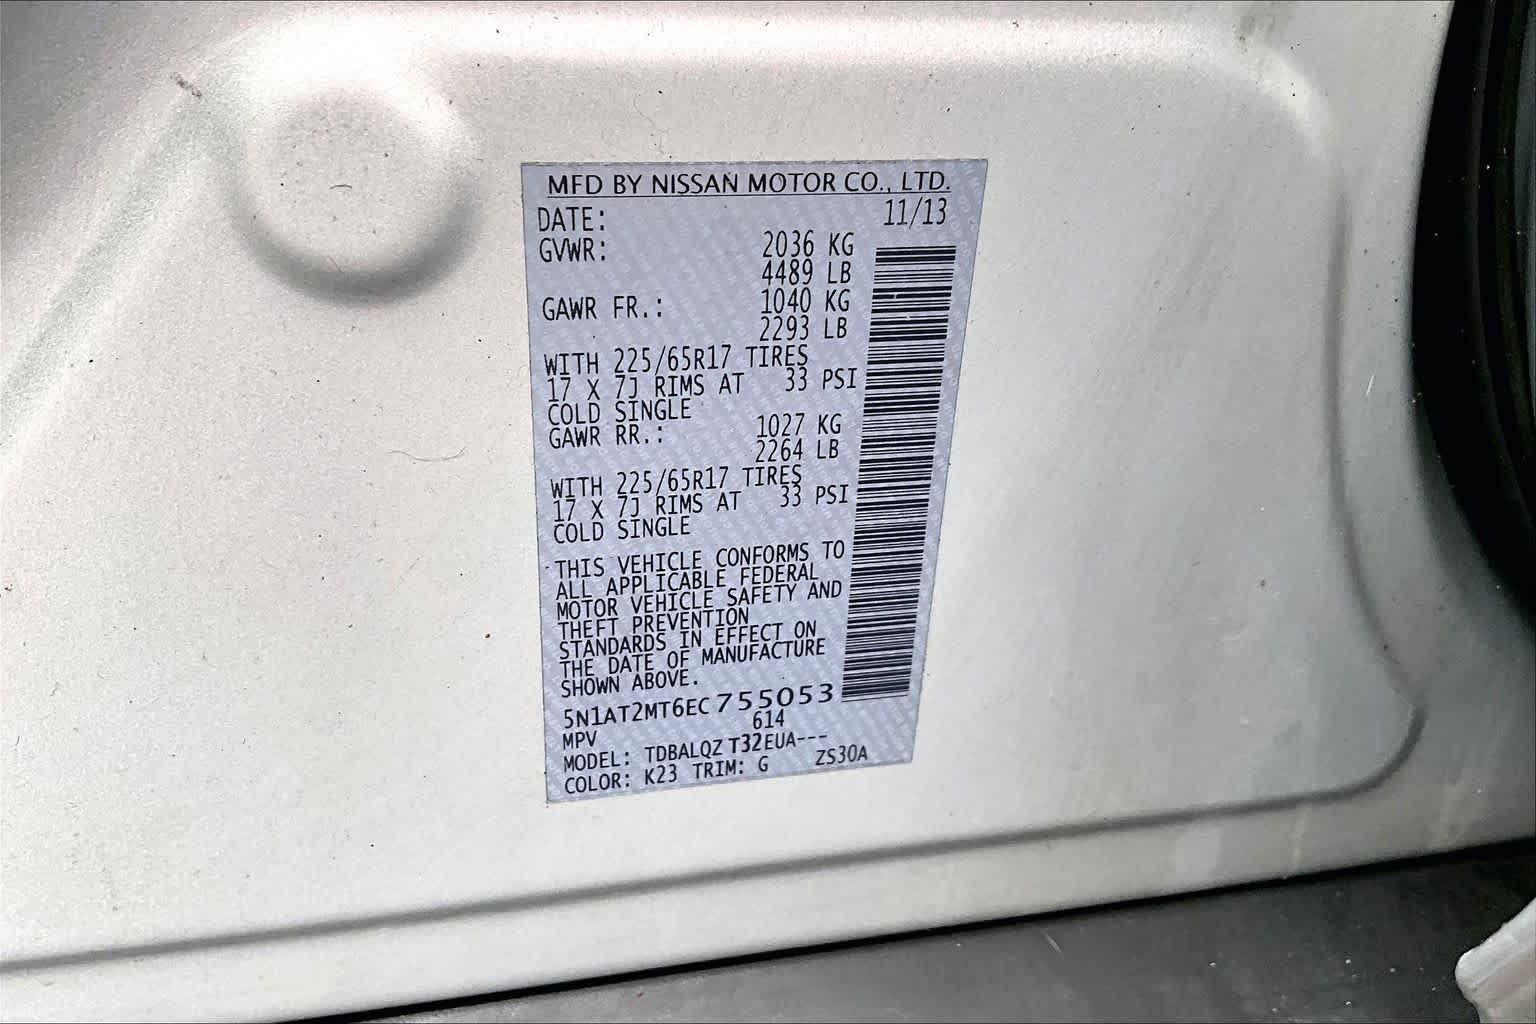 MFD BY NISSAN MOTOR CO., LTD.
DATE: 11/13
GVWR: 2036 KG
4489 LB
GAWR FR.: 1040 KG
2293 LB
WITH 225/65R17 TIRES
17 X 7J RIMS AT 33 PSI
COLD SINGLE
GAWR RR.: 1027 KG
2264 LB
WITH 225/65R17 TIRES
17 X 7J RIMS AT 33 PSI
COLD SINGLE
THIS VEHICLE CONFORMS TO
ALL APPLICABLE FEDERAL
MOTOR VEHICLE SAFETY AND
THEFT PREVENTION
STANDARDS IN EFFECT ON
THE DATE OF MANUFACTURE
SHOWN ABOVE.
5N1AT2MT6EC755053
MPV 614
MODEL: TDBALQZ T32EUA---
COLOR: K23 TRIM: G ZS30A